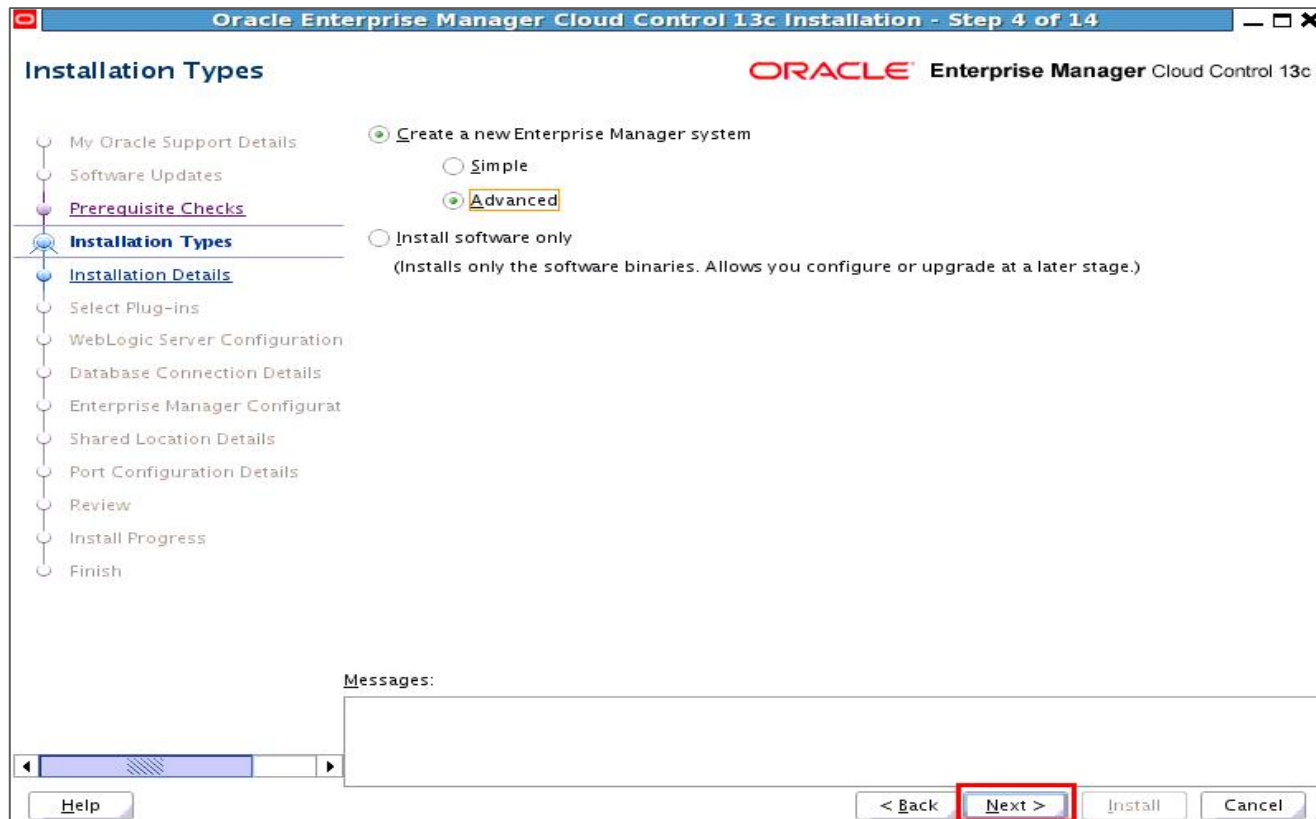 Oracle Enterprise Manager Cloud Control 13c Installation - Step 4 of 14
Installation Types
ORACLE Enterprise Manager Cloud Control 13c
My Oracle Support Details
Software Updates
Prerequisite Checks
Installation Types
Installation Details
Select Plug-ins
WebLogic Server Configuration
Database Connection Details
Enterprise Manager Configurat
Shared Location Details
Port Configuration Details
Review
Install Progress
Finish
Create a new Enterprise Manager system
Simple
Advanced
Install software only
(Installs only the software binaries. Allows you configure or upgrade at a later stage.)
Messages:
Help
< Back
Next >
Install
Cancel